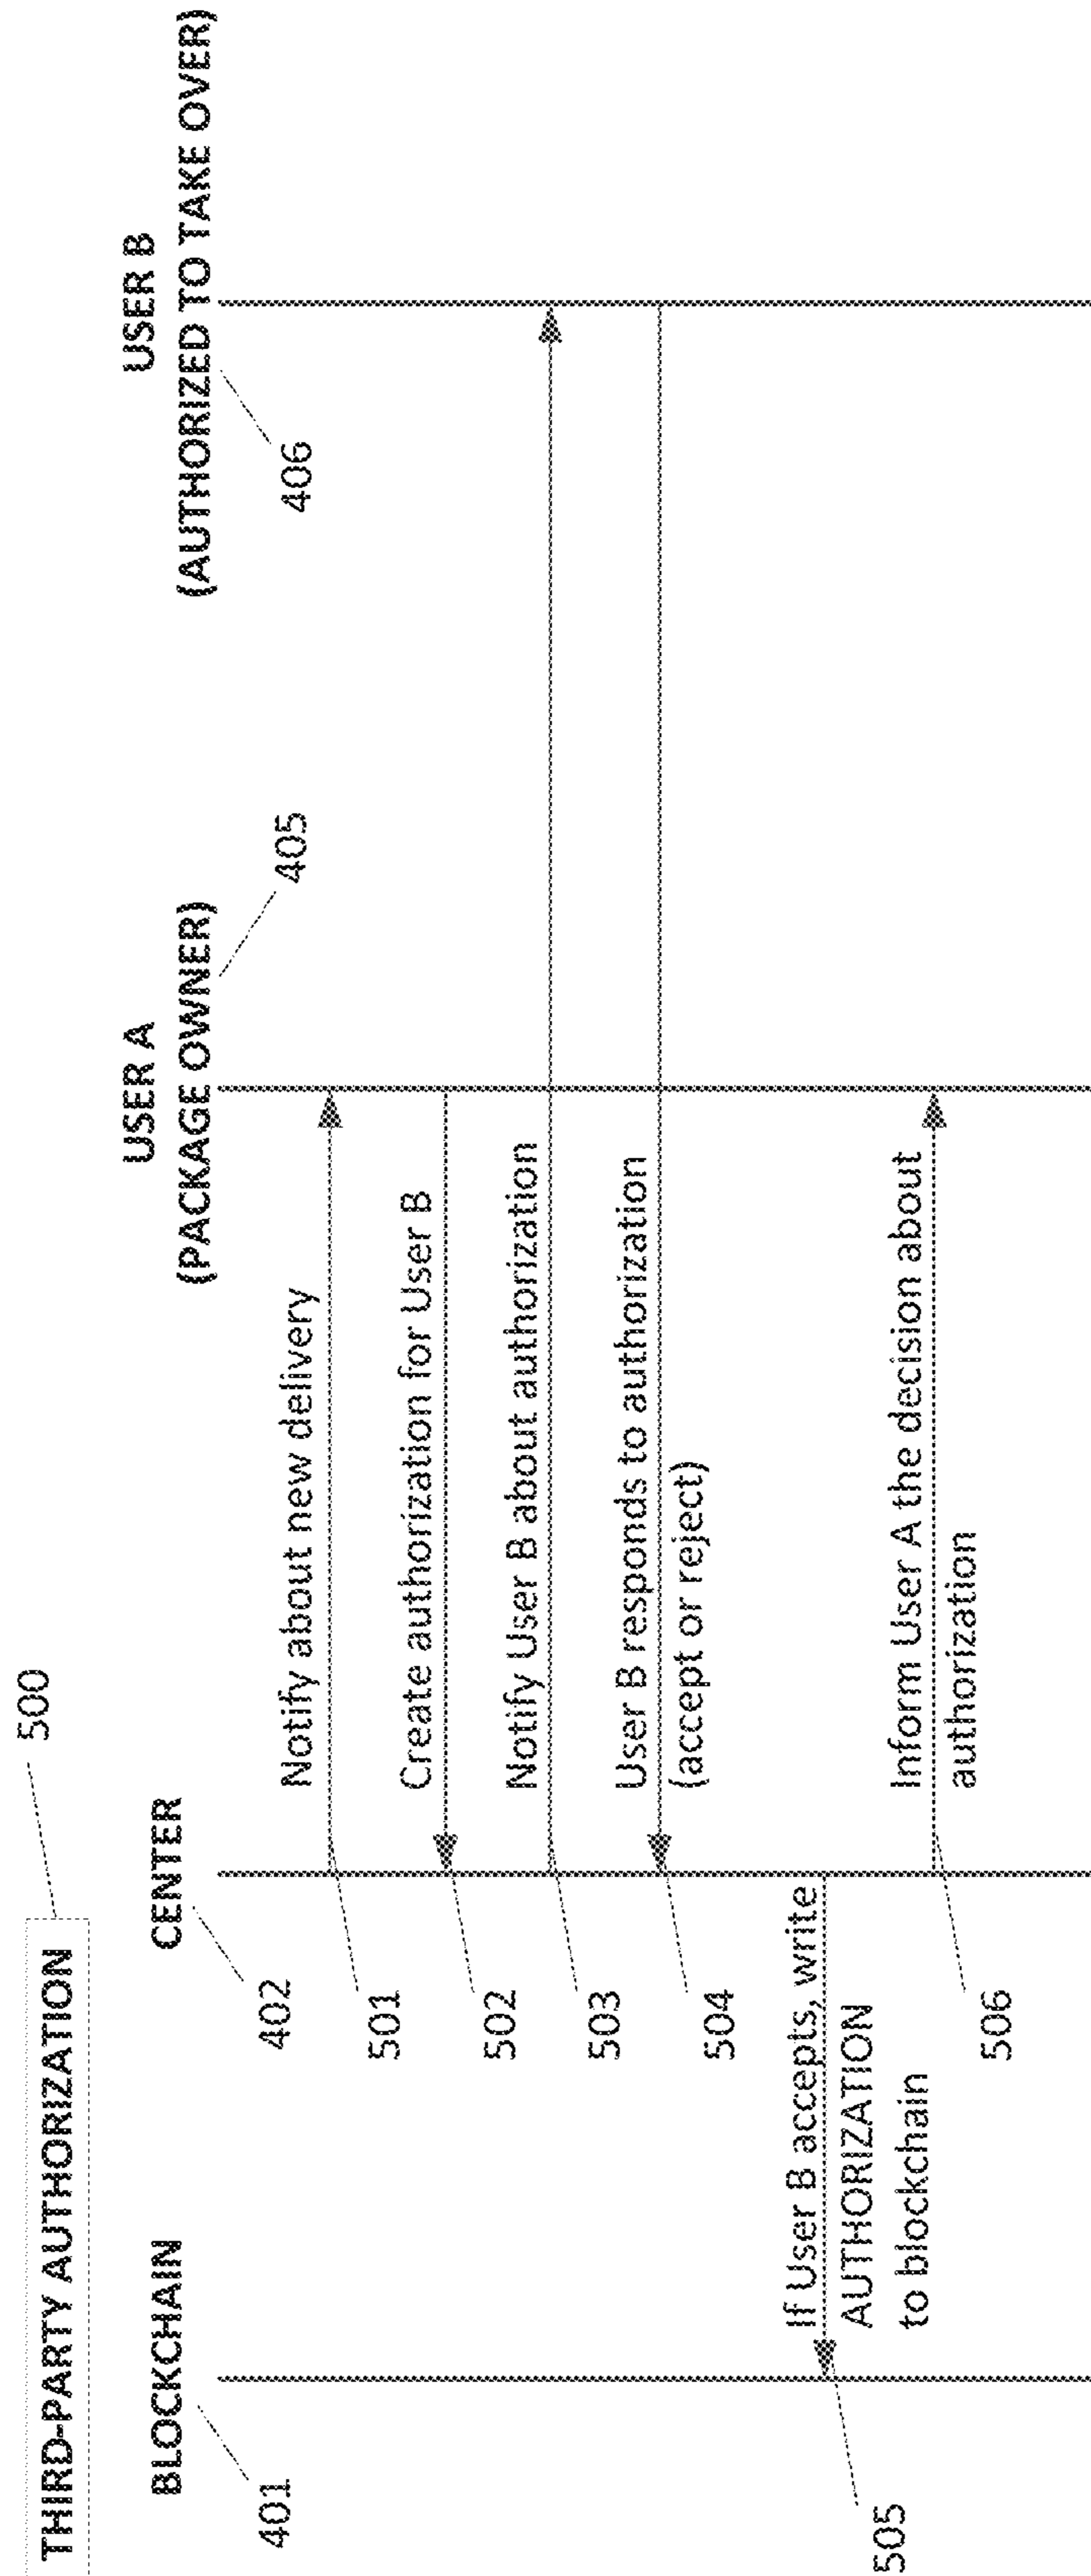 THIRD-PARTY AUTHORIZATION
500
BLOCKCHAIN
401
CENTER
402
USER A
(PACKAGE OWNER)
405
USER B
(AUTHORIZED TO TAKE OVER)
406
Notify about new delivery
501
Create authorization for User B
502
Notify User B about authorization
503
User B responds to authorization
(accept or reject)
504
If User B accepts, write
AUTHORIZATION
to blockchain
505
Inform User A the decision about
authorization
506